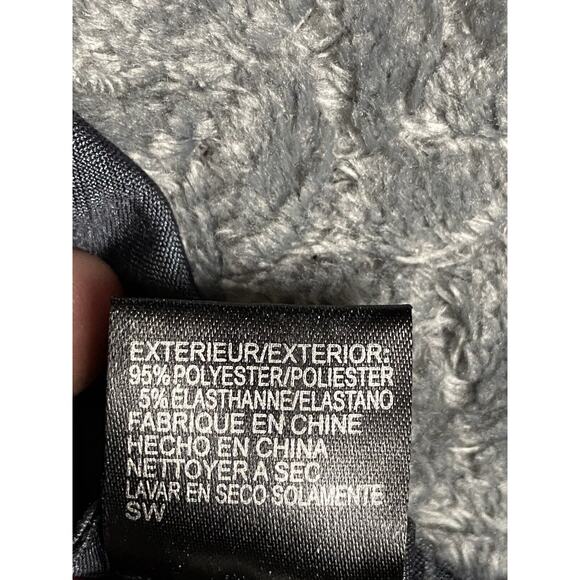 EXTERIEUR/EXTERIOR:
95% POLYESTER/POLIESTER
5% ELASTHANNE/ELASTANO
FABRIQUE EN CHINE
HECHO EN CHINA
NETTOYER A SEC
LAVAR EN SECO SOLAMENTE
SW